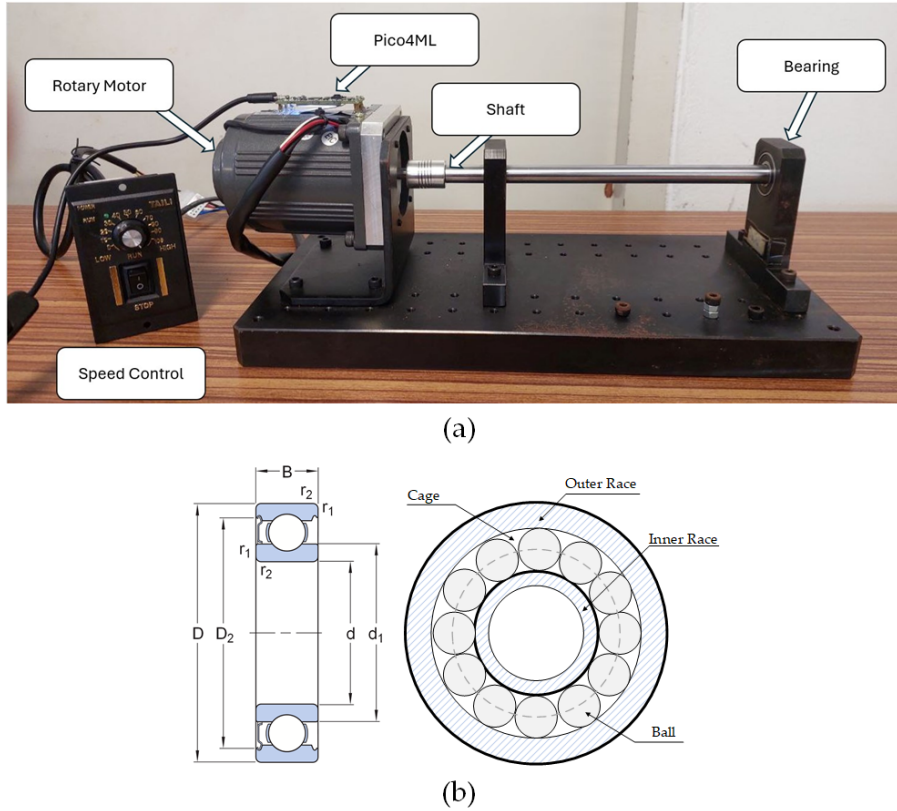 Pico4ML
Rotary Motor
Bearing
Shaft
TAILI
LOW
RUN
HIGH
STOP
Speed Control
(a)
B
r₂
r₁
Outer Race
Cage
Inner Race
r₁
r₂
D
D₂
d
d₁
Ball
(b)